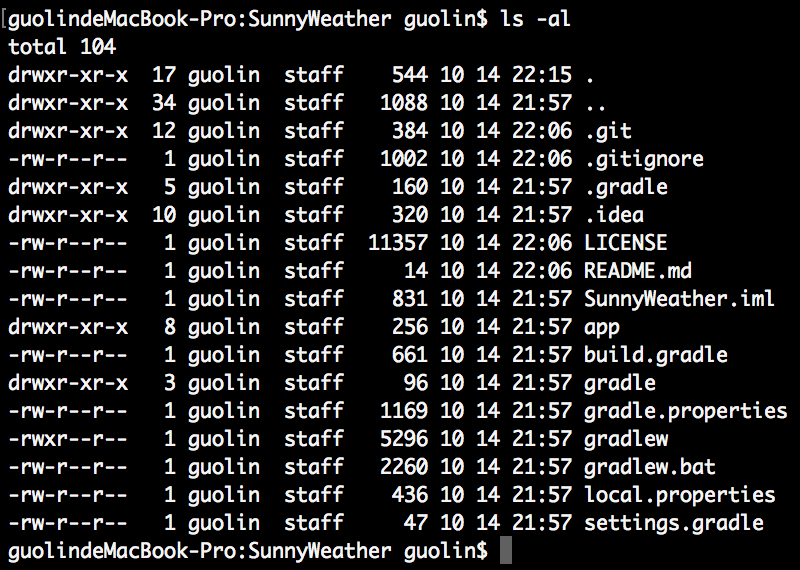 [guolindeMacBook-Pro:SunnyWeather guolin$ ls -al
total 104
drwxr-xr-x  17 guolin  staff    544 10 14 22:15 .
drwxr-xr-x  34 guolin  staff   1088 10 14 21:57 ..
drwxr-xr-x  12 guolin  staff    384 10 14 22:06 .git
-rw-r--r--   1 guolin  staff   1002 10 14 22:06 .gitignore
drwxr-xr-x   5 guolin  staff    160 10 14 21:57 .gradle
drwxr-xr-x  10 guolin  staff    320 10 14 21:57 .idea
-rw-r--r--   1 guolin  staff  11357 10 14 22:06 LICENSE
-rw-r--r--   1 guolin  staff     14 10 14 22:06 README.md
-rw-r--r--   1 guolin  staff    831 10 14 21:57 SunnyWeather.iml
drwxr-xr-x   8 guolin  staff    256 10 14 21:57 app
-rw-r--r--   1 guolin  staff    661 10 14 21:57 build.gradle
drwxr-xr-x   3 guolin  staff     96 10 14 21:57 gradle
-rw-r--r--   1 guolin  staff   1169 10 14 21:57 gradle.properties
-rwxr--r--   1 guolin  staff   5296 10 14 21:57 gradlew
-rw-r--r--   1 guolin  staff   2260 10 14 21:57 gradlew.bat
-rw-r--r--   1 guolin  staff    436 10 14 21:57 local.properties
-rw-r--r--   1 guolin  staff     47 10 14 21:57 settings.gradle
guolindeMacBook-Pro:SunnyWeather guolin$